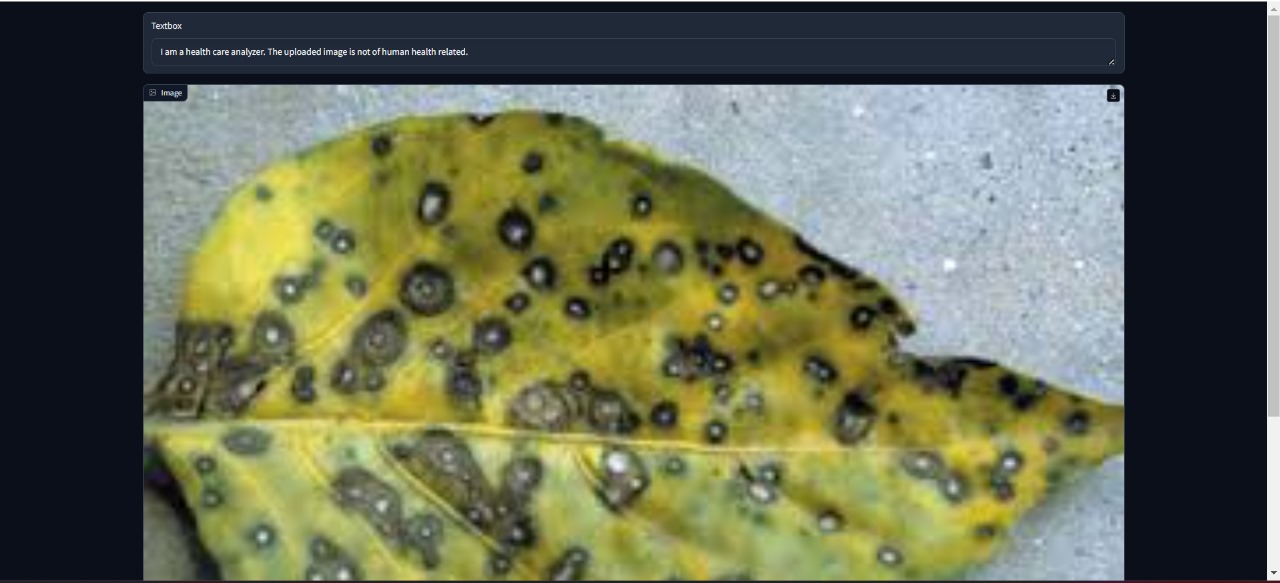 Textbox
I am a health care analyzer. The uploaded image is not of human health related.
Image